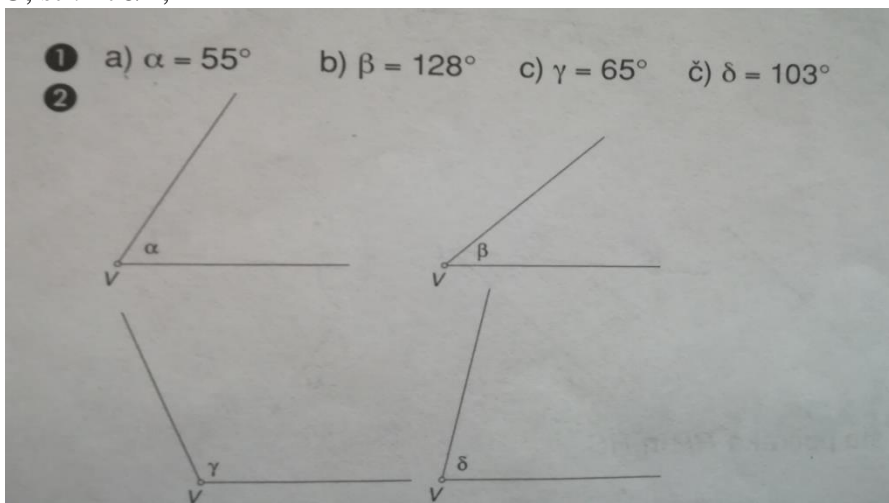 1 a) α = 55° b) β = 128° c) γ = 65° č) δ = 103°
2
α
V
β
V
γ
V
δ
V